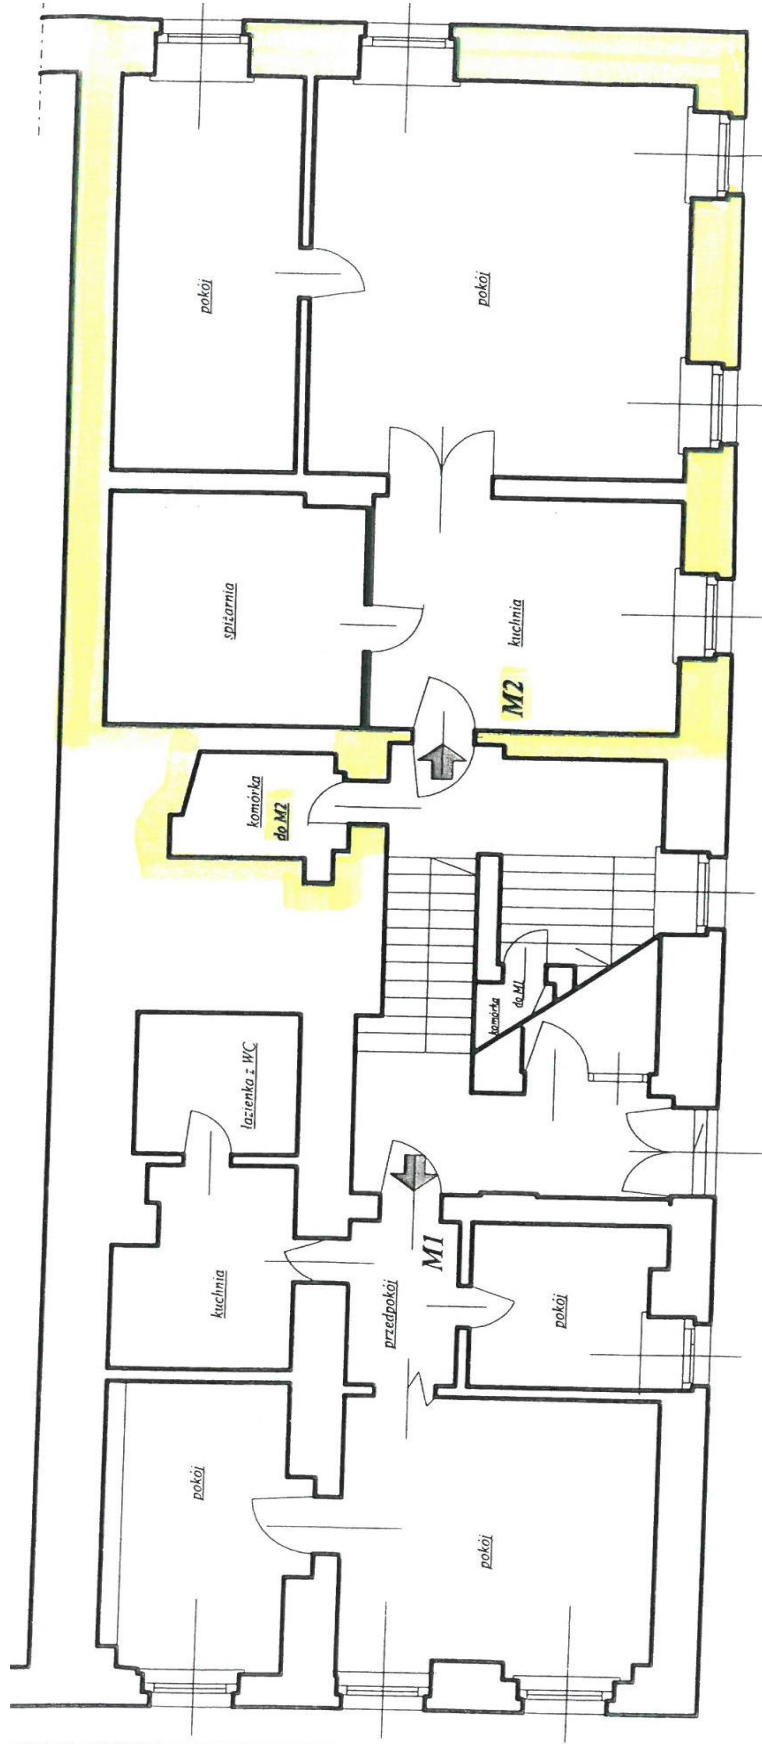 pokój
pokój
spiżarnia
kuchnia
M2
komórka
do M2
komórka
do M1
łazienka z WC
kuchnia
przedpokój
M1
pokój
pokój
pokój